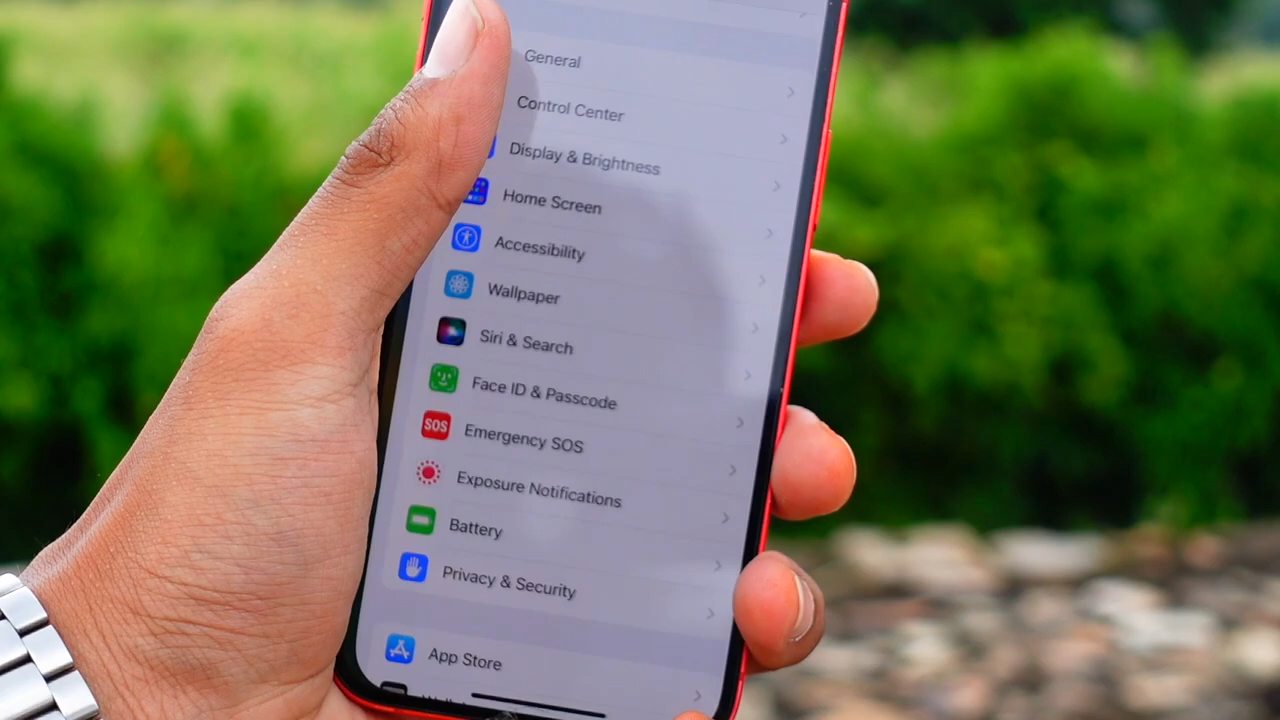 General
Control Center
Display & Brightness
Home Screen
Accessibility
Wallpaper
Siri & Search
Face ID & Passcode
SOS Emergency SOS
Exposure Notifications
Battery
Privacy & Security
App Store